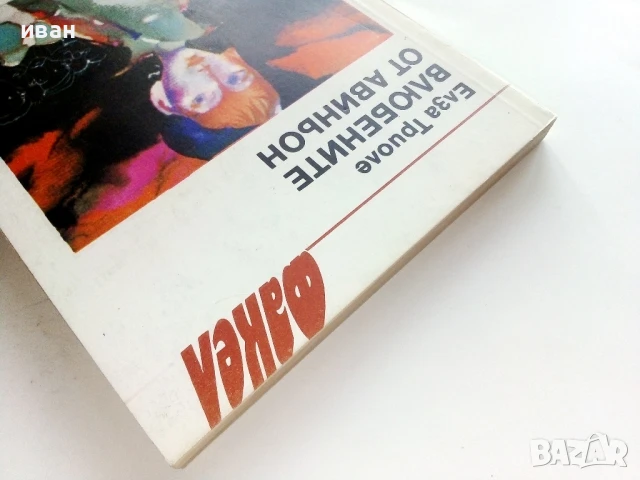 иван
Елза Триоле
ВЛЮБЕНИТЕ
ОТ АВИНЬОН
Факел
BAZAR